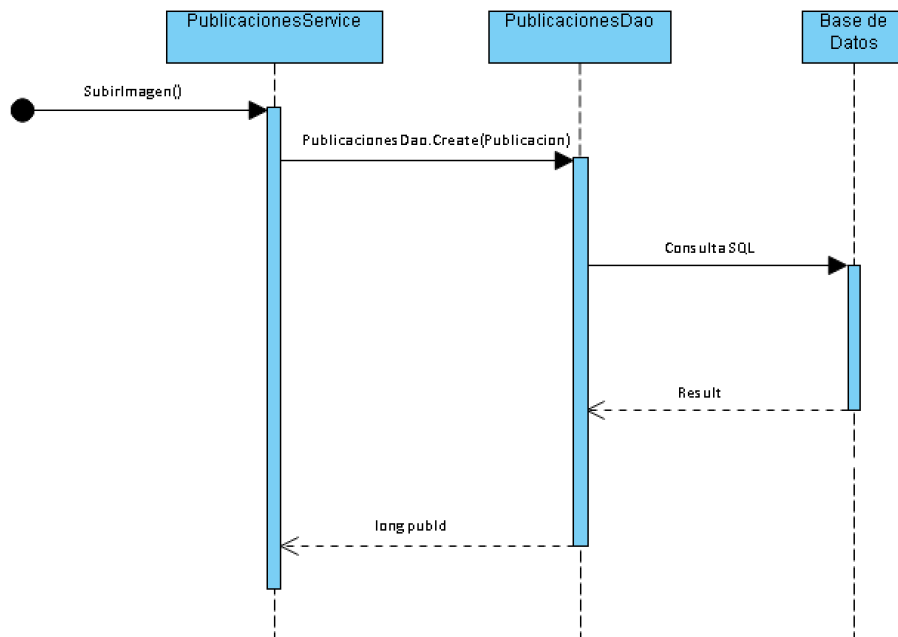 PublicacionesService
PublicacionesDao
Base de
Datos
SubirImagen()
PublicacionesDao.Create(Publicacion)
Consulta SQL
Result
long pubId